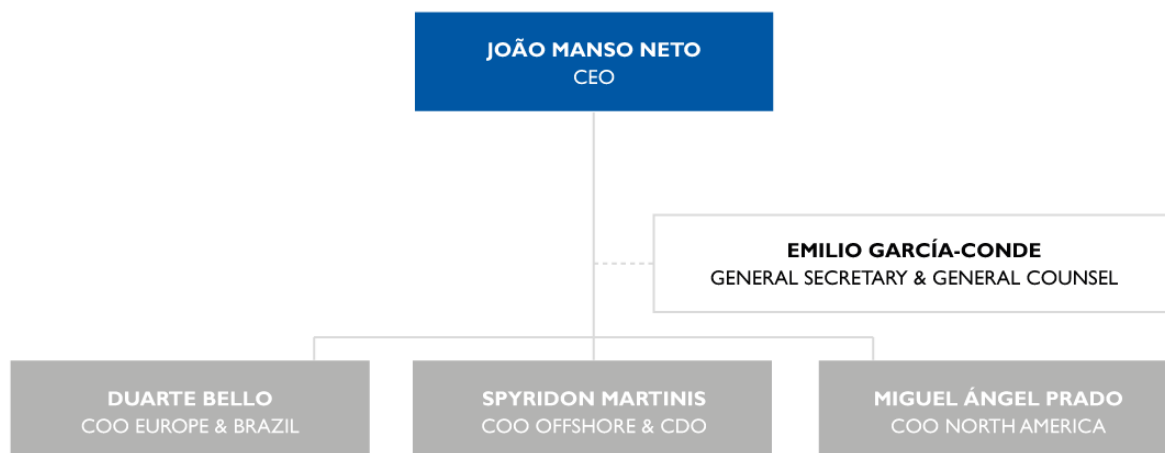 JOÃO MANSO NETO
CEO
EMILIO GARCÍA-CONDE
GENERAL SECRETARY & GENERAL COUNSEL
DUARTE BELLO
COO EUROPE & BRAZIL
SPYRIDON MARTINIS
COO OFFSHORE & CDO
MIGUEL ÁNGEL PRADO
COO NORTH AMERICA